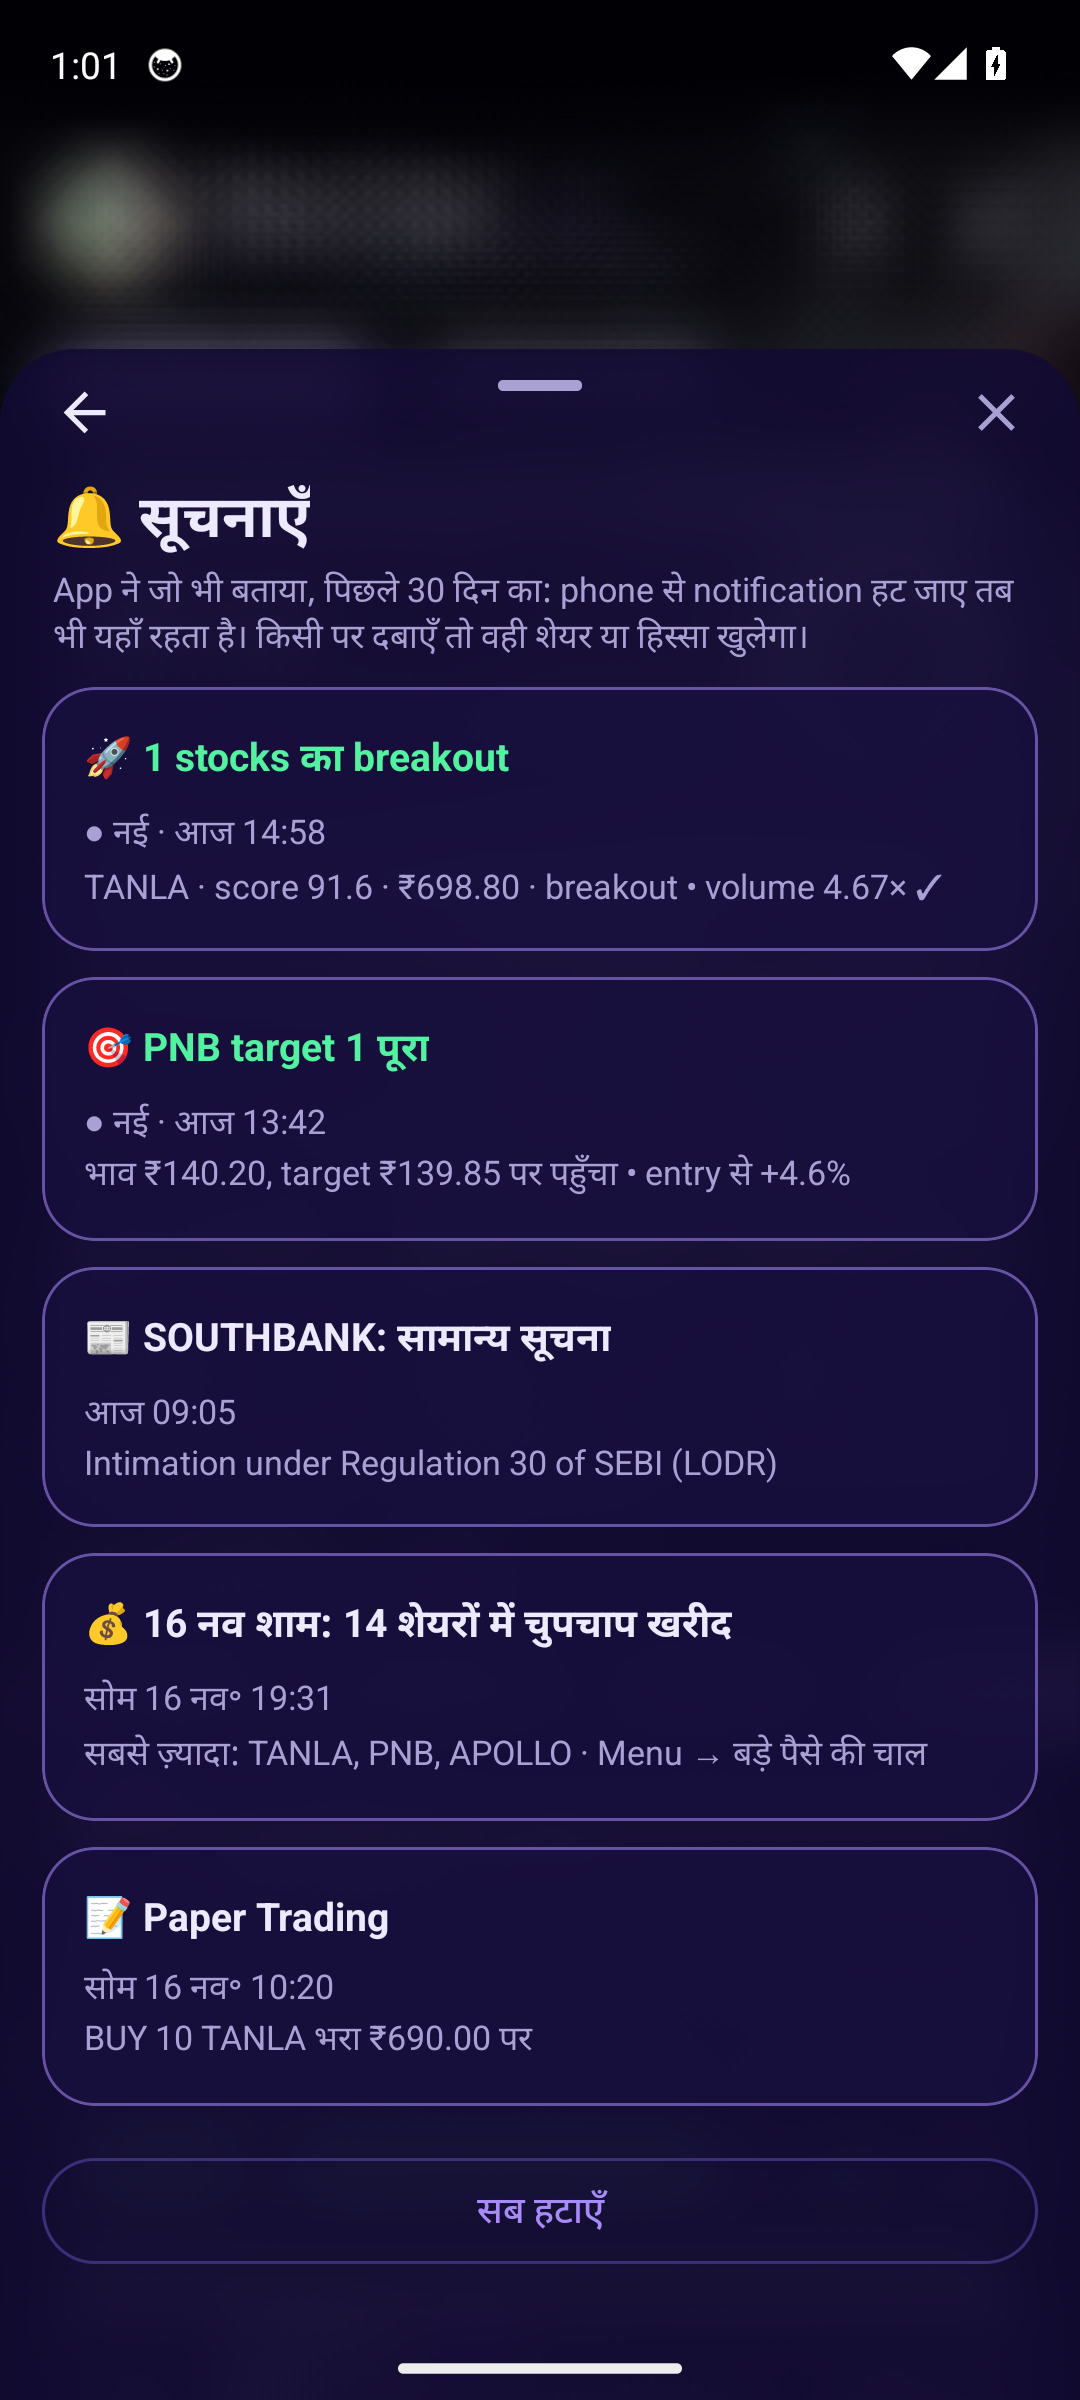 1:01
🔔 सूचनाएँ
App ने जो भी बताया, पिछले 30 दिन का: phone से notification हट जाए तब
भी यहाँ रहता है। किसी पर दबाएँ तो वही शेयर या हिस्सा खुलेगा।
🚀 1 stocks का breakout
● नई · आज 14:58
TANLA · score 91.6 · ₹698.80 · breakout • volume 4.67× ✓
🎯 PNB target 1 पूरा
● नई · आज 13:42
भाव ₹140.20, target ₹139.85 पर पहुँचा • entry से +4.6%
📰 SOUTHBANK: सामान्य सूचना
आज 09:05
Intimation under Regulation 30 of SEBI (LODR)
💰 16 नव शाम: 14 शेयरों में चुपचाप खरीद
सोम 16 नव॰ 19:31
सबसे ज़्यादा: TANLA, PNB, APOLLO · Menu → बड़े पैसे की चाल
📝 Paper Trading
सोम 16 नव॰ 10:20
BUY 10 TANLA भरा ₹690.00 पर
सब हटाएँ